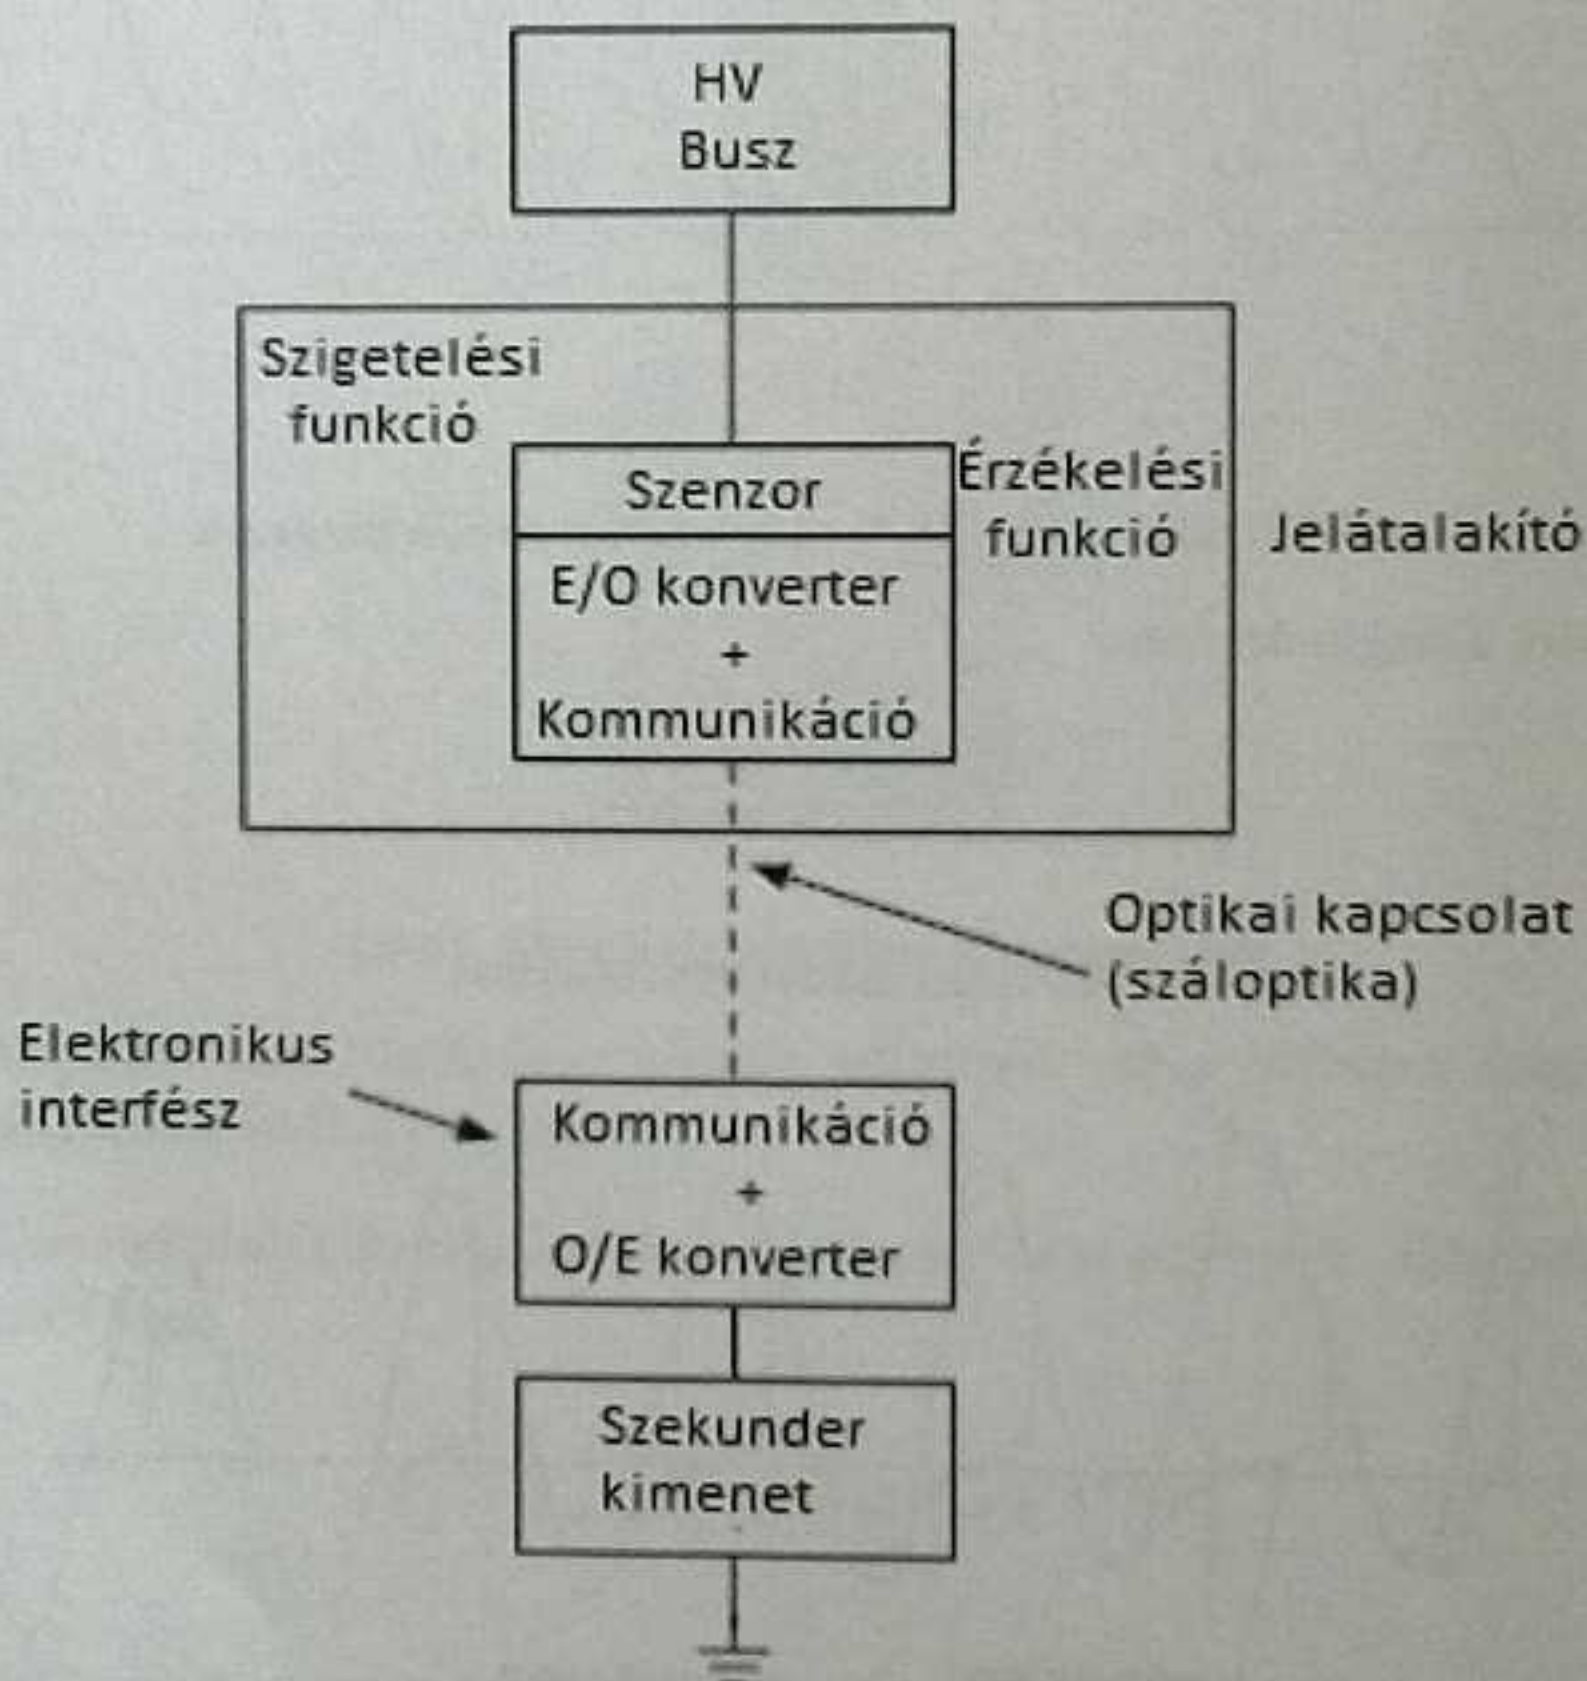 HV
Busz
Szigetelési
funkció
Szenzor
Érzékelési
funkció
Jelátalakító
E/O konverter
+
Kommunikáció
Optikai kapcsolat
(száloptika)
Elektronikus
interfész
Kommunikáció
+
O/E konverter
Szekunder
kimenet